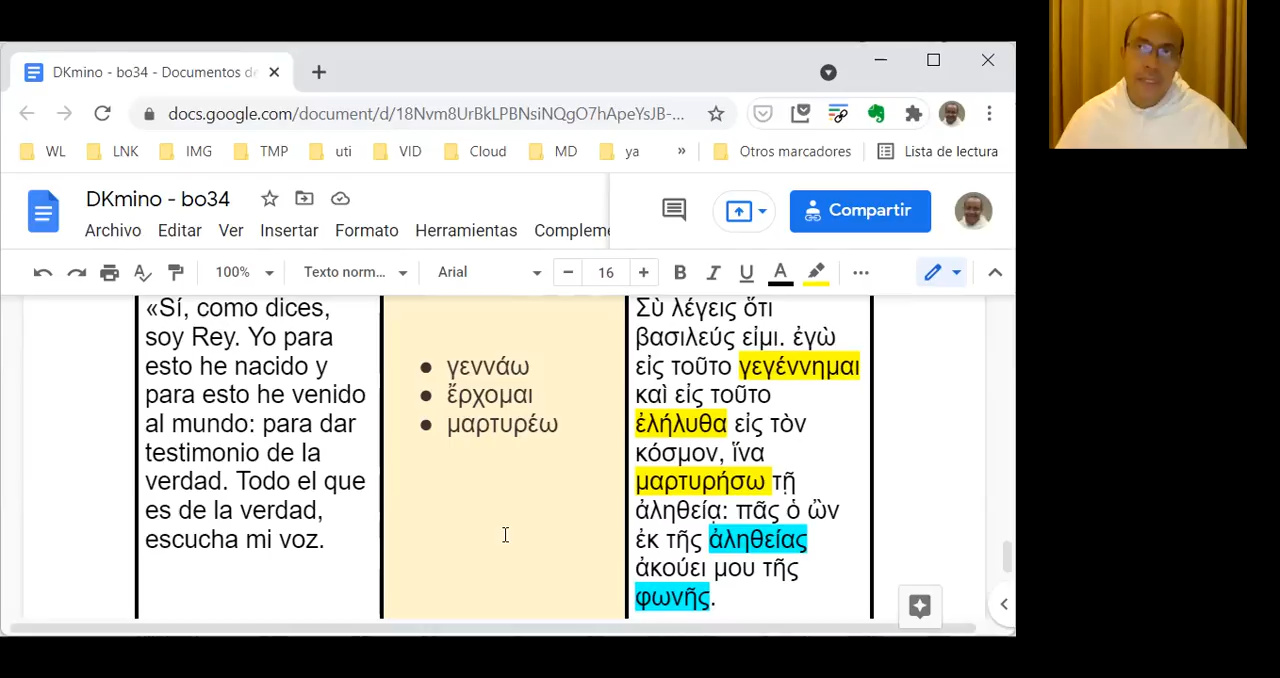 DKmino - bo34 - Documentos de
docs.google.com/document/d/18Nvm8UrBkLPBNsiNQgO7hApeYsJB-...
WL LNK IMG TMP uti VID Cloud MD ya » Otros marcadores Lista de lectura
DKmino - bo34
Compartir
Archivo Editar Ver Insertar Formato Herramientas Compleme
100% Texto norm... Arial − 16 + B I U A ...
«Sí, como dices,
soy Rey. Yo para
esto he nacido y
para esto he venido
al mundo: para dar
testimonio de la
verdad. Todo el que
es de la verdad,
escucha mi voz.
● γεννάω
● ἔρχομαι
● μαρτυρέω
Σὺ λέγεις ὅτι
βασιλεύς εἰμι. ἐγὼ
εἰς τοῦτο γεγέννημαι
καὶ εἰς τοῦτο
ἐλήλυθα εἰς τὸν
κόσμον, ἵνα
μαρτυρήσω τῇ
ἀληθείᾳ: πᾶς ὁ ὢν
ἐκ τῆς ἀληθείας
ἀκούει μου τῆς
φωνῆς.